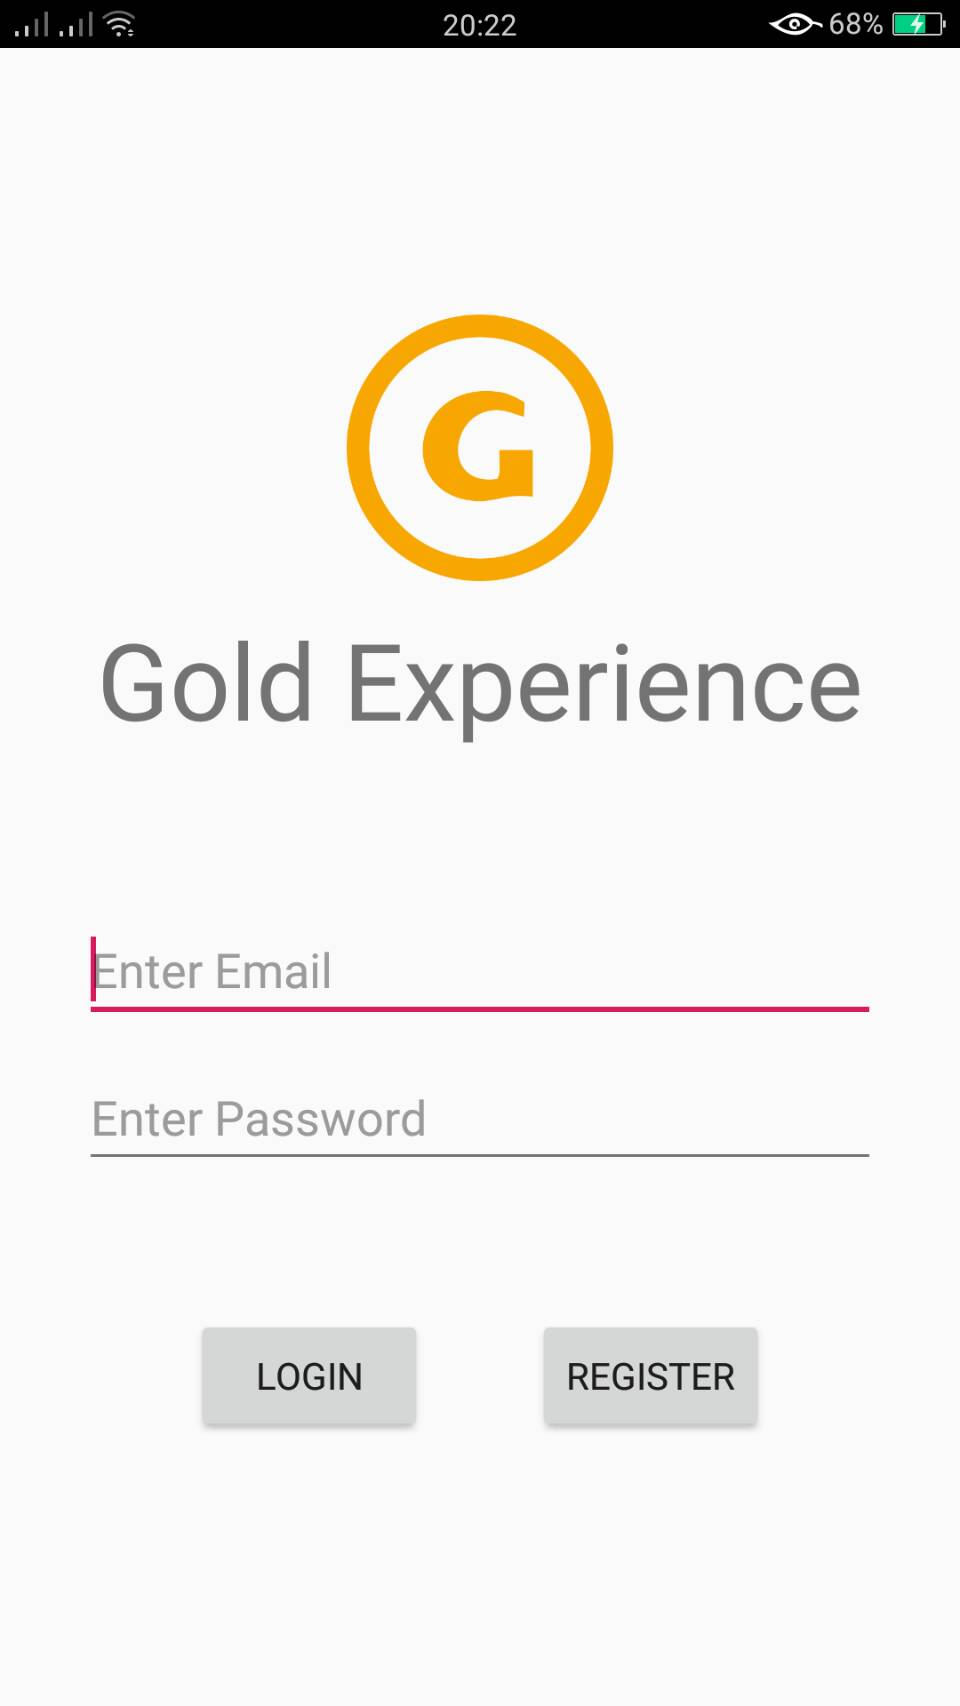 20:22 68%
G
Gold Experience
Enter Email
Enter Password
LOGIN REGISTER